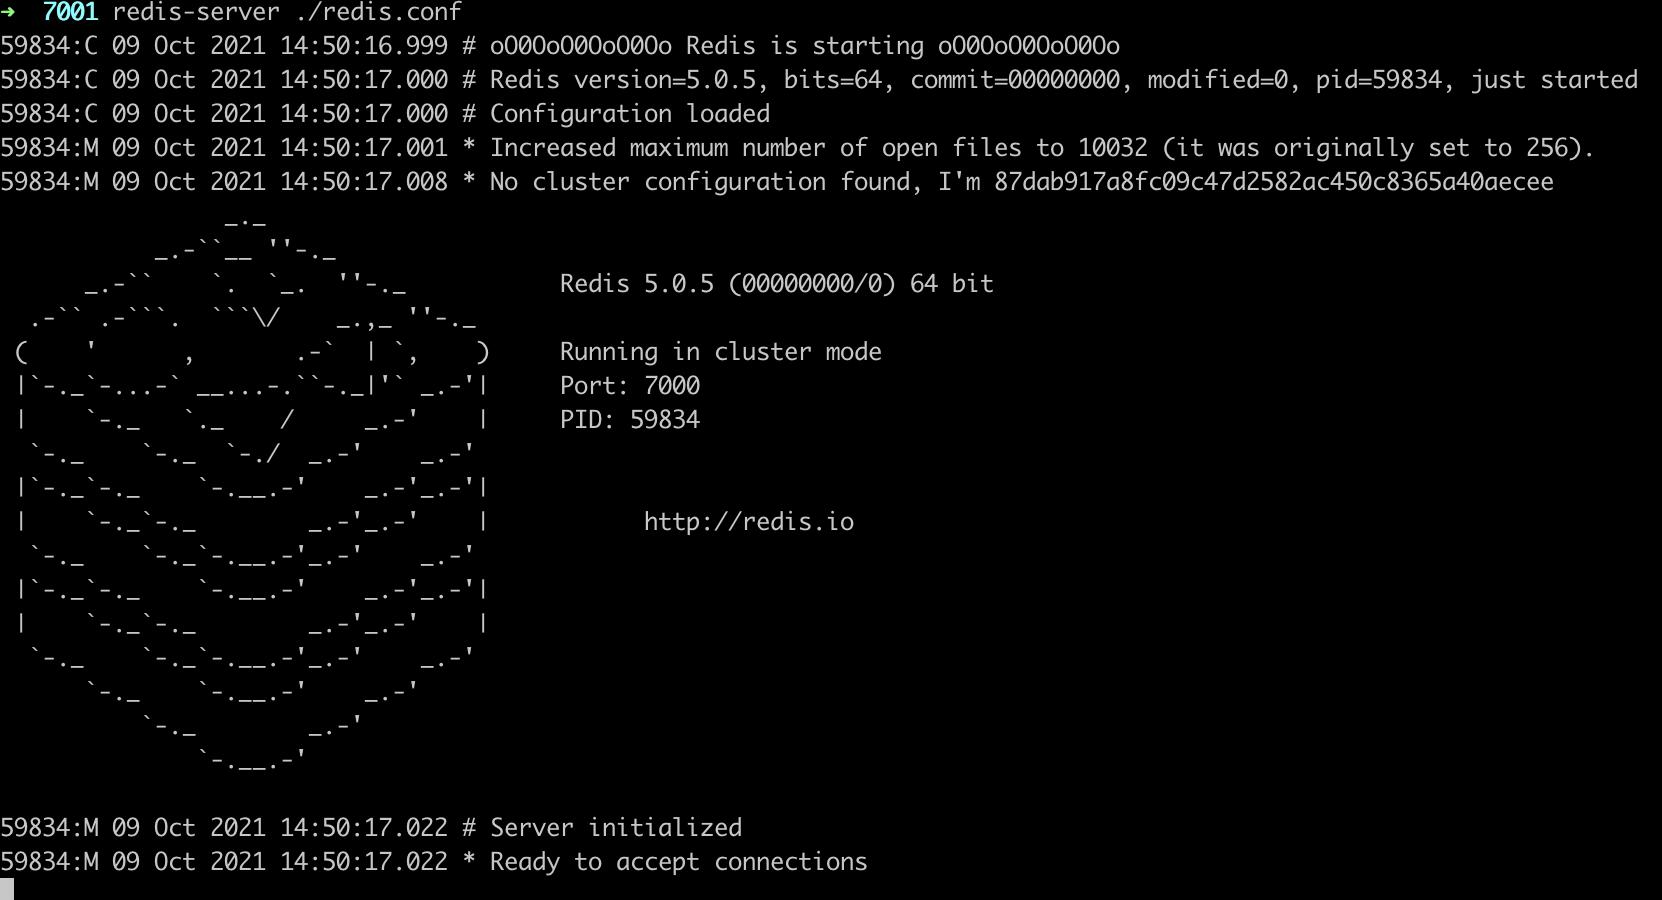 ➜  7001 redis-server ./redis.conf
59834:C 09 Oct 2021 14:50:16.999 # oO0OoO0OoO0Oo Redis is starting oO0OoO0OoO0Oo
59834:C 09 Oct 2021 14:50:17.000 # Redis version=5.0.5, bits=64, commit=00000000, modified=0, pid=59834, just started
59834:C 09 Oct 2021 14:50:17.000 # Configuration loaded
59834:M 09 Oct 2021 14:50:17.001 * Increased maximum number of open files to 10032 (it was originally set to 256).
59834:M 09 Oct 2021 14:50:17.008 * No cluster configuration found, I'm 87dab917a8fc09c47d2582ac450c8365a40aecee
Redis 5.0.5 (00000000/0) 64 bit
Running in cluster mode
Port: 7000
PID: 59834
http://redis.io
59834:M 09 Oct 2021 14:50:17.022 # Server initialized
59834:M 09 Oct 2021 14:50:17.022 * Ready to accept connections